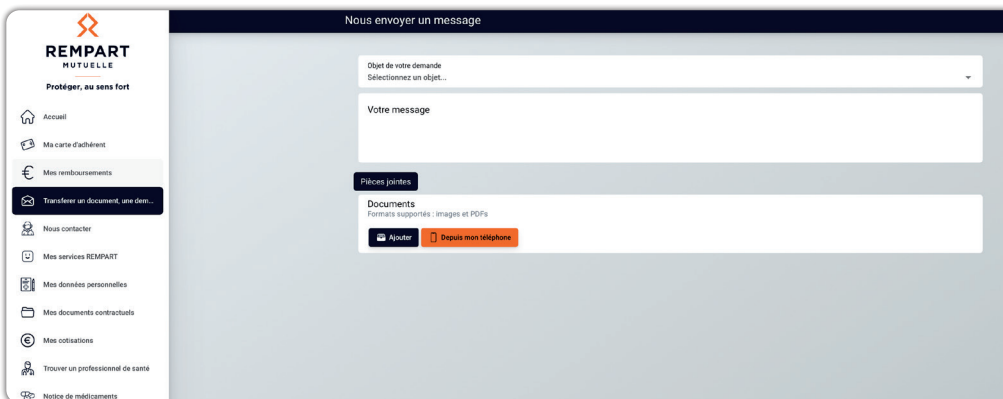 REMPART
MUTUELLE
Protéger, au sens fort
Accueil
Ma carte d'adhérent
Mes remboursements
Transferer un document, une dem...
Nous contacter
Mes services REMPART
Mes données personnelles
Mes documents contractuels
Mes cotisations
Trouver un professionnel de santé
Notice de médicaments
Nous envoyer un message
Objet de votre demande
Sélectionnez un objet...
Votre message
Pièces jointes
Documents
Formats supportés : images et PDFs
Ajouter
Depuis mon téléphone